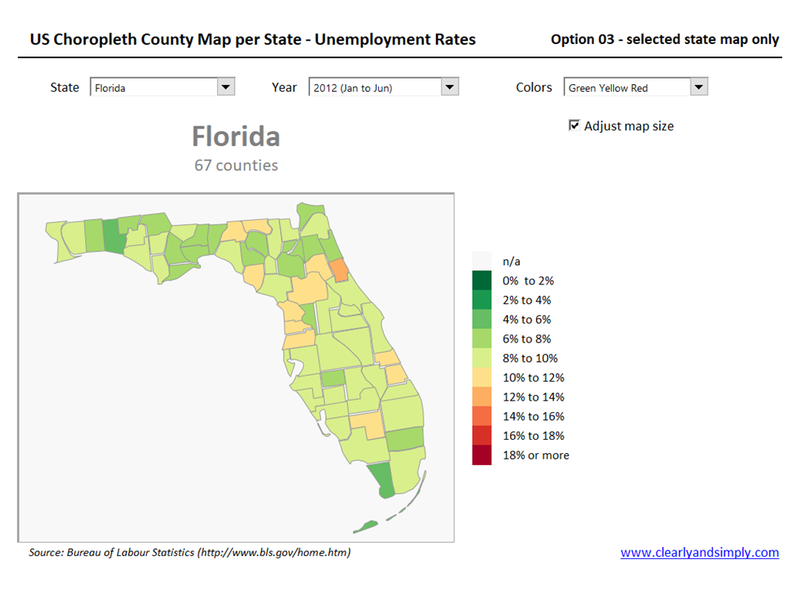 US Choropleth County Map per State - Unemployment Rates
Option 03 - selected state map only
State
Florida
Year
2012 (Jan to Jun)
Colors
Green Yellow Red
Adjust map size
Florida
67 counties
n/a
0% to 2%
2% to 4%
4% to 6%
6% to 8%
8% to 10%
10% to 12%
12% to 14%
14% to 16%
16% to 18%
18% or more
Source: Bureau of Labour Statistics (http://www.bls.gov/home.htm)
www.clearlyandsimply.com